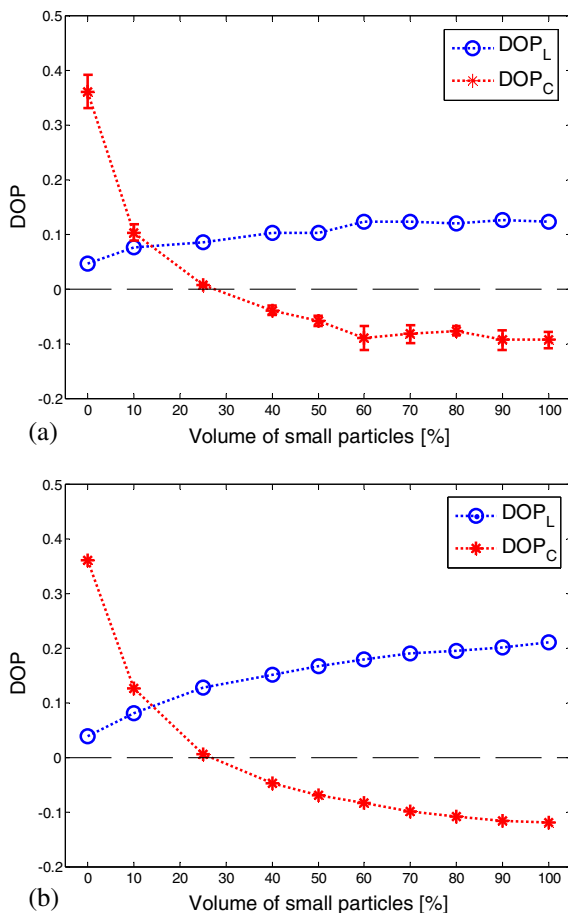 0.5
0.4
0.3
0.2
0.1
0
-0.1
-0.2
DOP
DOP_L
DOP_C
0 10 20 30 40 50 60 70 80 90 100
(a) Volume of small particles [%]
0.5
0.4
0.3
0.2
0.1
0
-0.1
-0.2
DOP
DOP_L
DOP_C
0 10 20 30 40 50 60 70 80 90 100
(b) Volume of small particles [%]